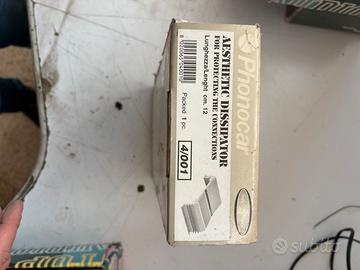 Phonocar
AESTHETIC DISSIPATOR
FOR PROTECTING THE CONNECTIONS
Lunghezza/Lenght cm. 12
Packed 1 pc.
4/001
subito